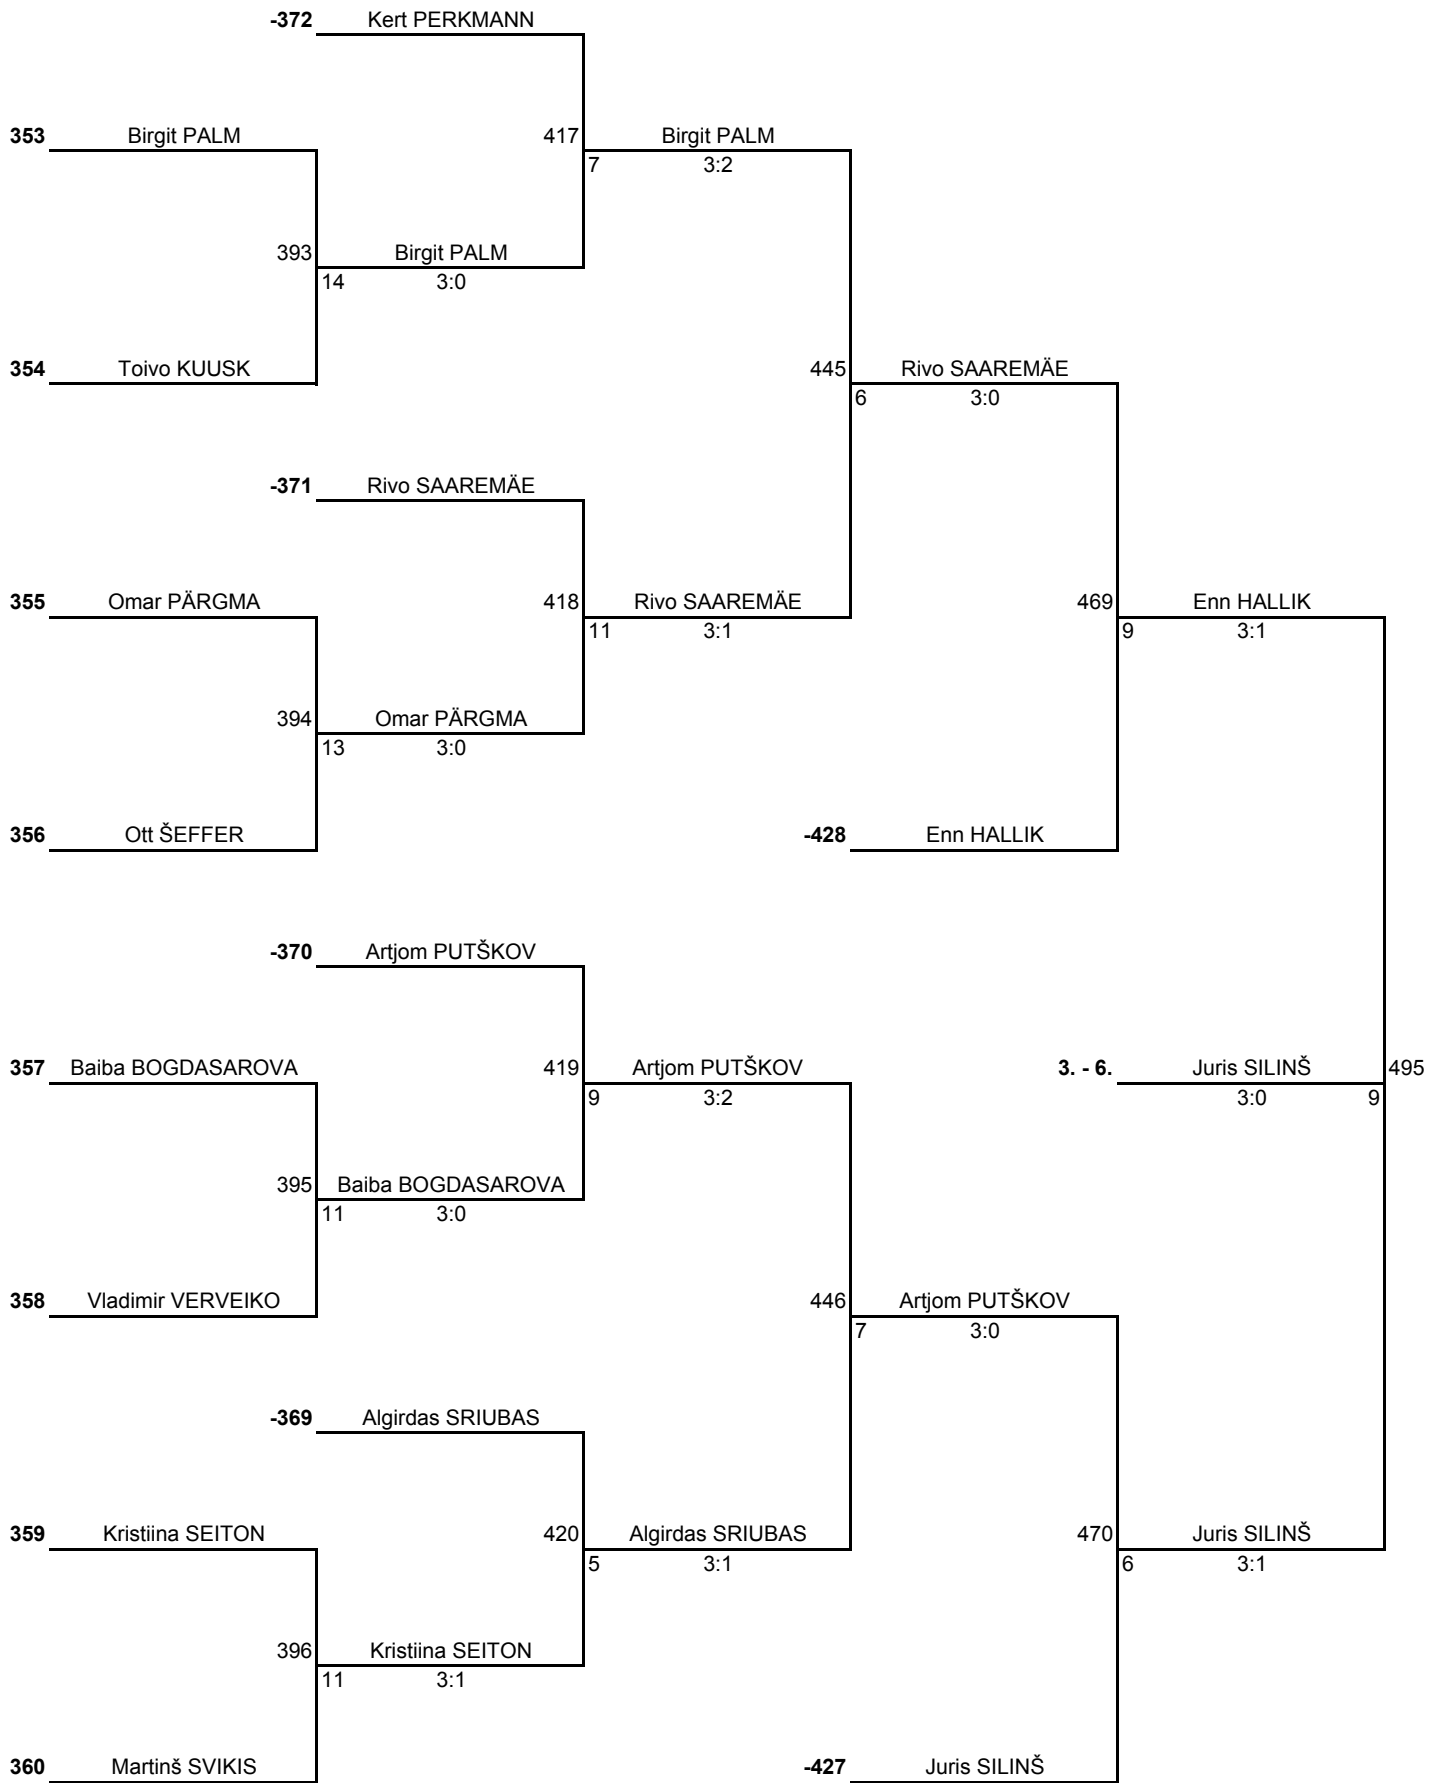 -372 Kert PERKMANN
353 Birgit PALM 417 Birgit PALM
7 3:2
393 Birgit PALM
14 3:0
354 Toivo KUUSK 445 Rivo SAAREMÄE
6 3:0
-371 Rivo SAAREMÄE
355 Omar PÄRGMA 418 Rivo SAAREMÄE 469 Enn HALLIK
11 3:1 9 3:1
394 Omar PÄRGMA
13 3:0
356 Ott ŠEFFER -428 Enn HALLIK
-370 Artjom PUTŠKOV
357 Baiba BOGDASAROVA 419 Artjom PUTŠKOV 3. - 6. Juris SILINŠ 495
9 3:2 3:0 9
395 Baiba BOGDASAROVA
11 3:0
358 Vladimir VERVEIKO 446 Artjom PUTŠKOV
7 3:0
-369 Algirdas SRIUBAS
359 Kristiina SEITON 420 Algirdas SRIUBAS 470 Juris SILINŠ
5 3:1 6 3:1
396 Kristiina SEITON
11 3:1
360 Martinš SVIKIS -427 Juris SILINŠ